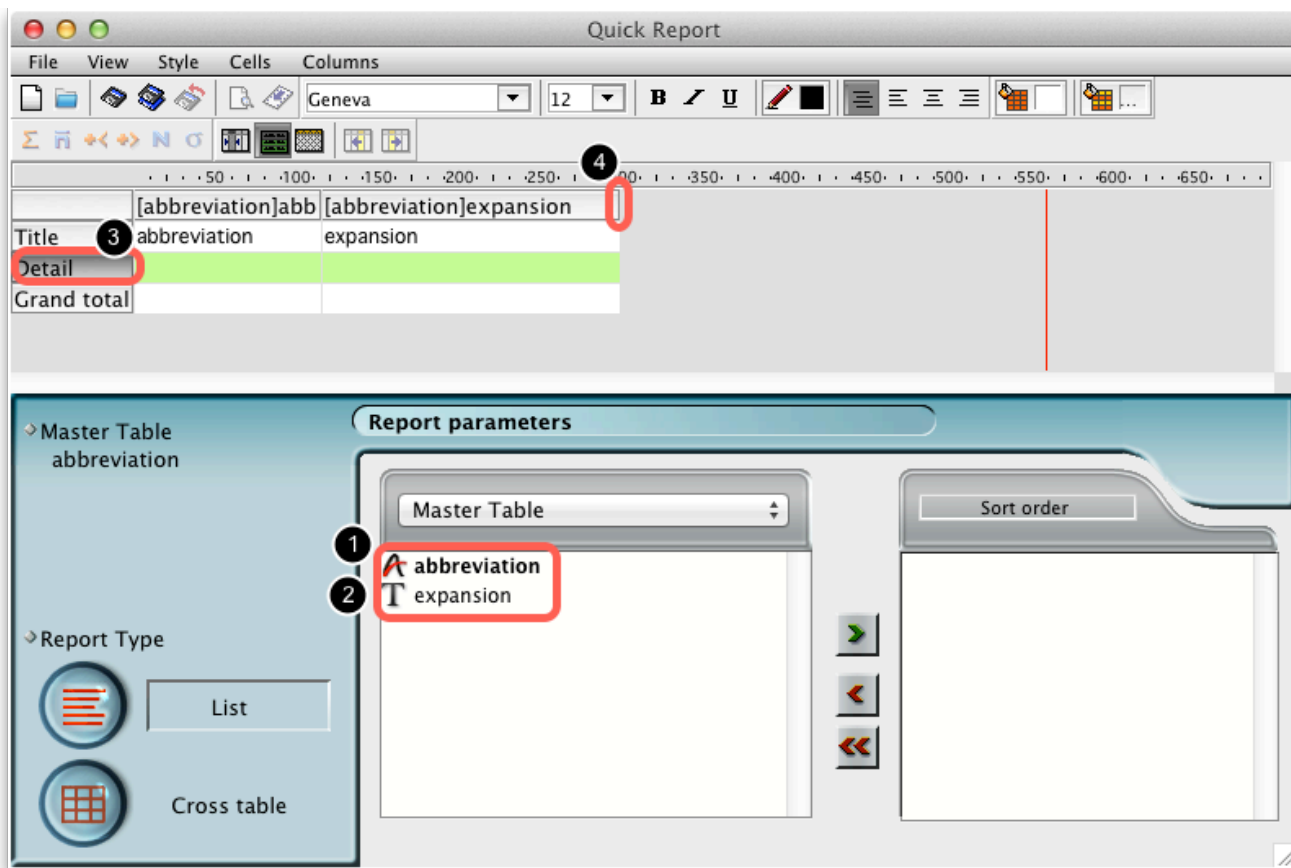 Quick Report
File View Style Cells Columns
Geneva 12 B I U ...
4
50 100 150 200 250 00 350 400 450 500 550 600 650
[abbreviation]abb [abbreviation]expansion
Title 3 abbreviation expansion
Detail
Grand total
Report parameters
Master Table
abbreviation
Master Table
Sort order
1
abbreviation
2
T expansion
Report Type
List
Cross table